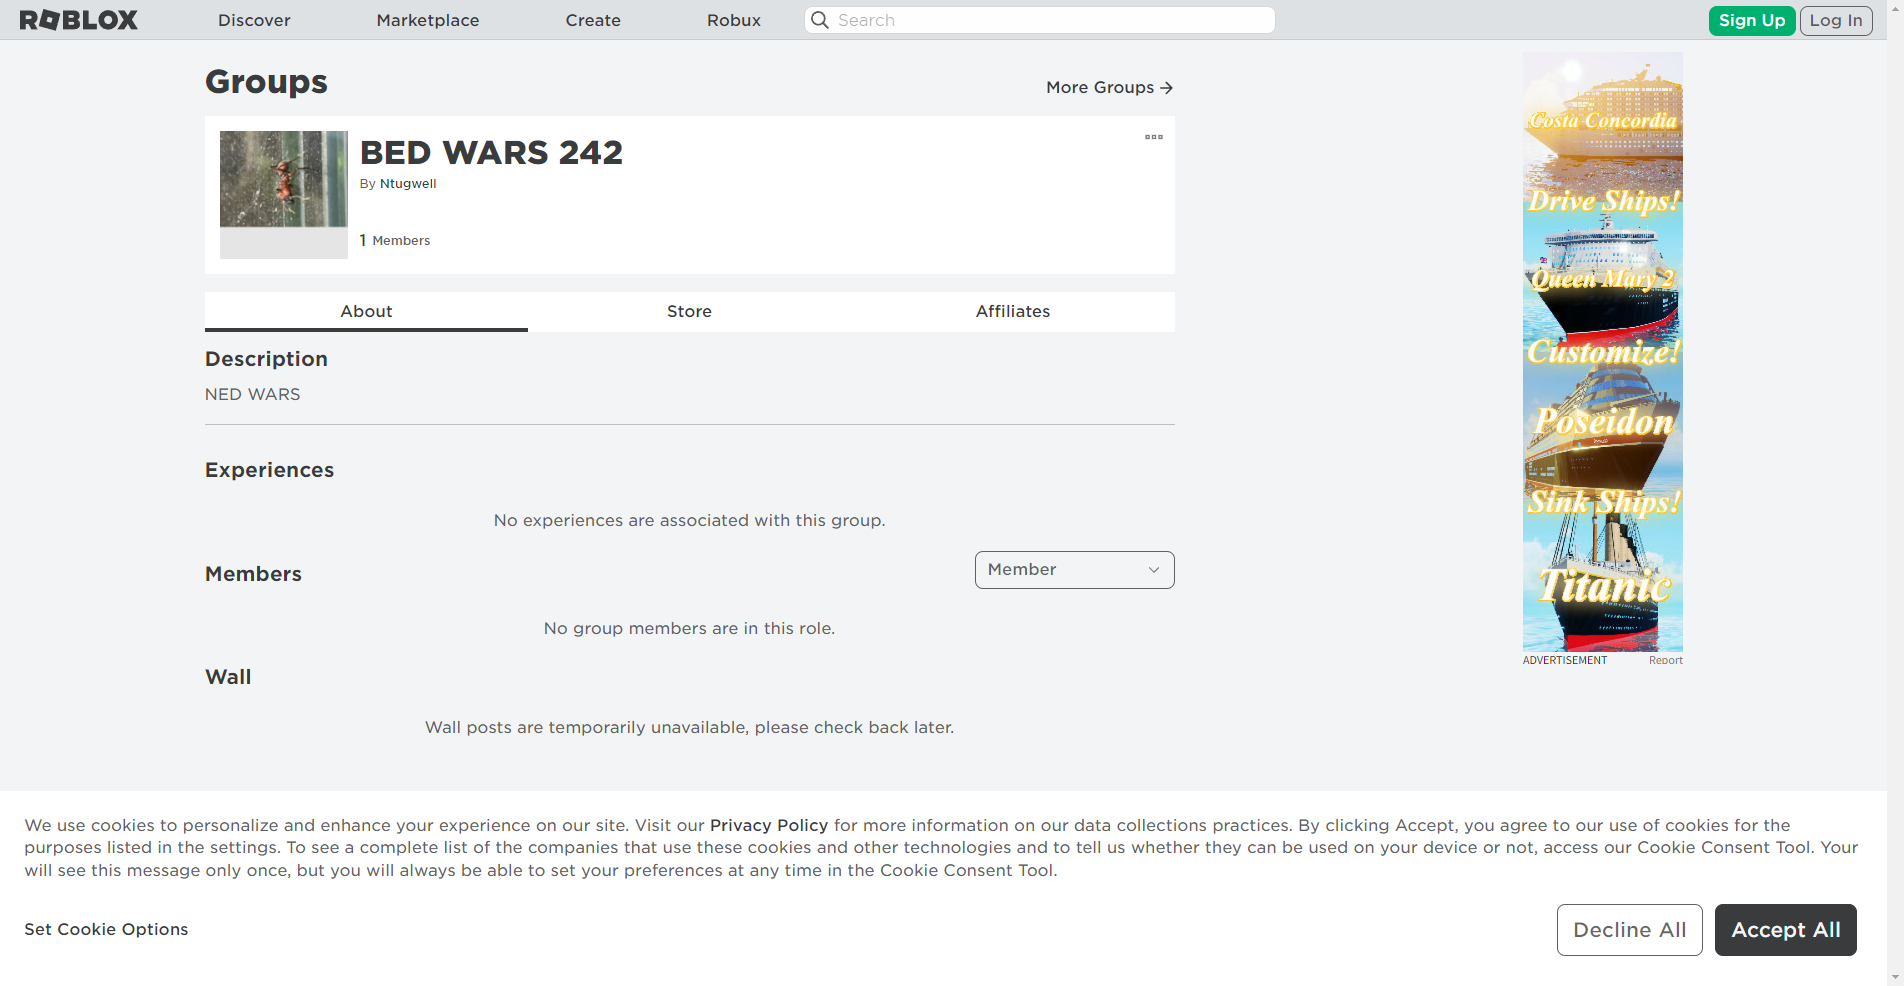 ROBLOX Discover Marketplace Create Robux Search Sign Up Log In
Groups
More Groups
BED WARS 242
By Ntugwell
1 Members
About Store Affiliates
Description
NED WARS
Experiences
No experiences are associated with this group.
Members
Member
No group members are in this role.
Wall
Wall posts are temporarily unavailable, please check back later.
Costa Concordia
Drive Ships!
Queen Mary 2
Customize!
Poseidon
Sink Ships!
Titanic
ADVERTISEMENT Report
We use cookies to personalize and enhance your experience on our site. Visit our Privacy Policy for more information on our data collections practices. By clicking Accept, you agree to our use of cookies for the
purposes listed in the settings. To see a complete list of the companies that use these cookies and other technologies and to tell us whether they can be used on your device or not, access our Cookie Consent Tool. Your
will see this message only once, but you will always be able to set your preferences at any time in the Cookie Consent Tool.
Set Cookie Options
Decline All
Accept All